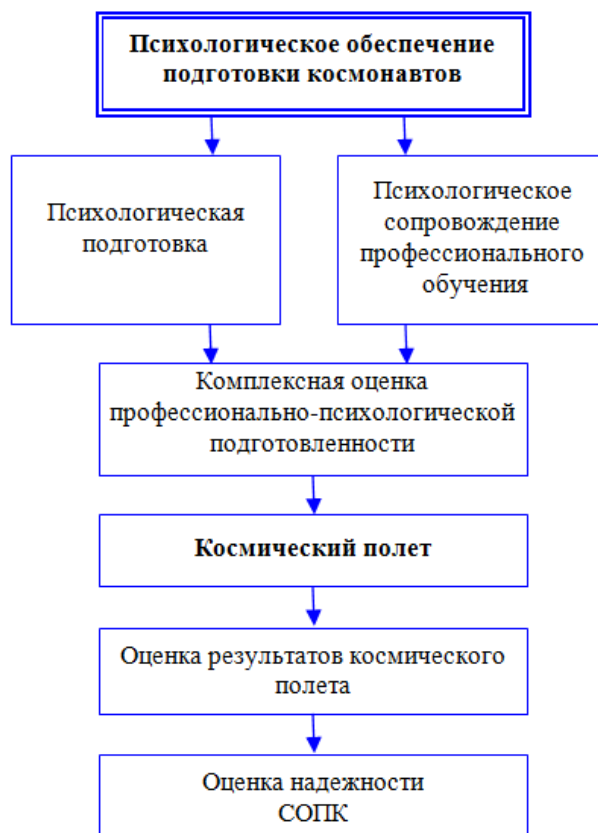 Психологическое обеспечение
подготовки космонавтов
Психологическая
подготовка
Психологическое
сопровождение
профессионального
обучения
Комплексная оценка
профессионально-психологической
подготовленности
Космический полет
Оценка результатов космического
полета
Оценка надежности
СОПК